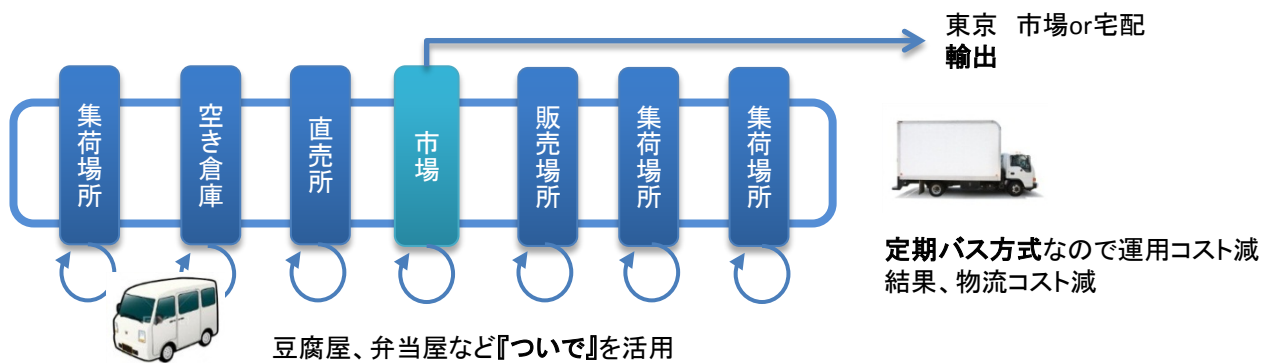 東京　市場or宅配
輸出
集荷場所
空き倉庫
直売所
市場
販売場所
集荷場所
集荷場所
定期バス方式なので運用コスト減
結果、物流コスト減
豆腐屋、弁当屋など『ついで』を活用